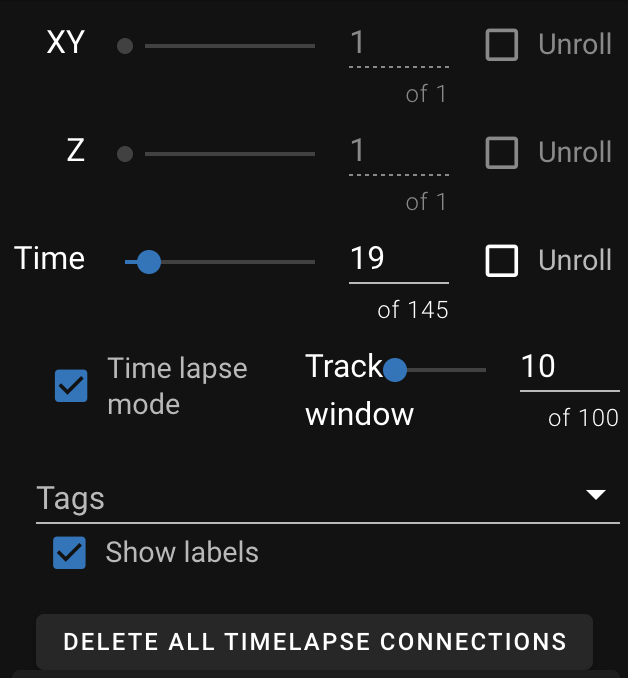 XY 1 Unroll
of 1
Z 1 Unroll
of 1
Time 19 Unroll
of 145
Time lapse mode
Track window
10
of 100
Tags
Show labels
DELETE ALL TIMELAPSE CONNECTIONS